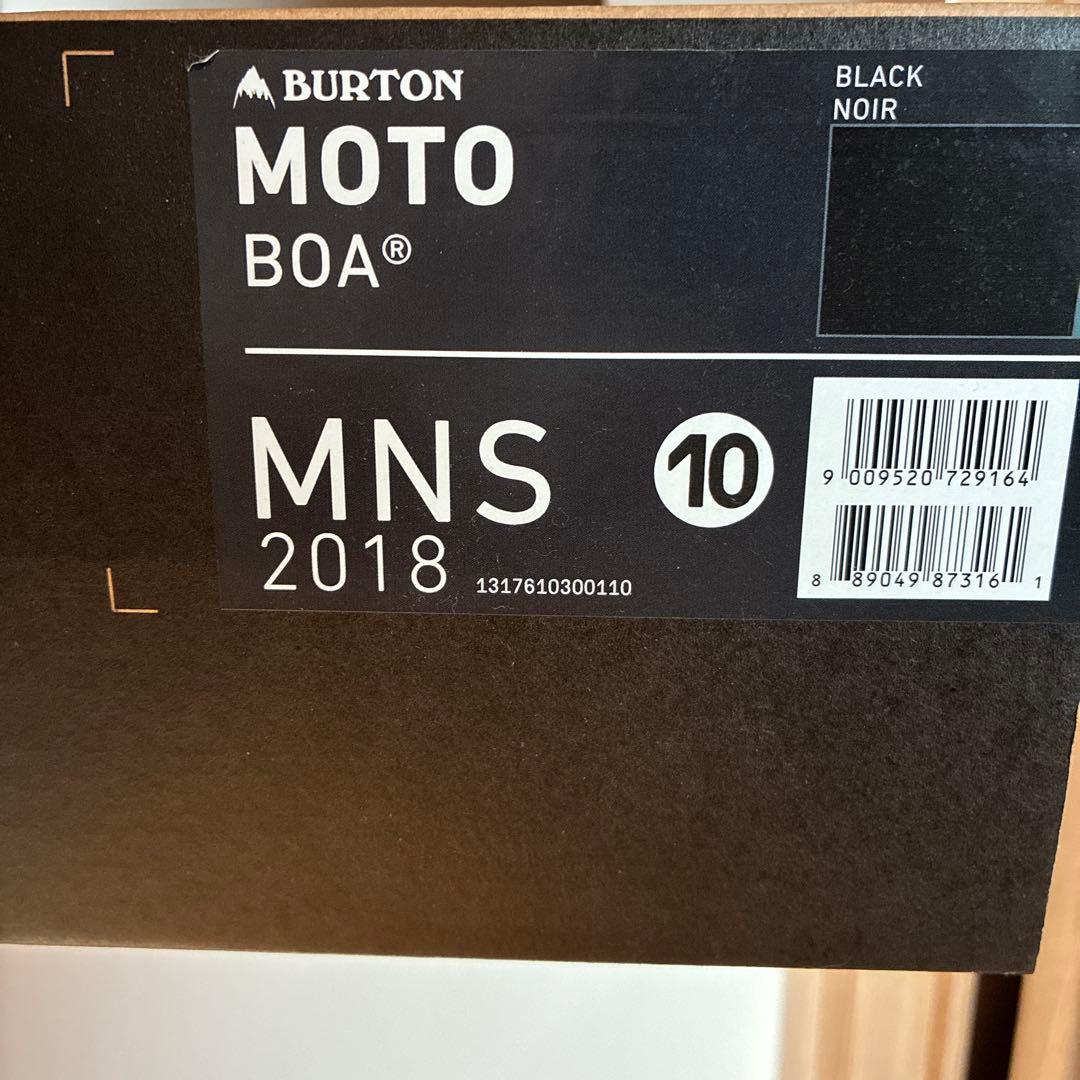 BURTON
MOTO
BOA®
BLACK
NOIR
MNS
10
2018
1317610300110
9 009520 729164
8 89049 87316 1